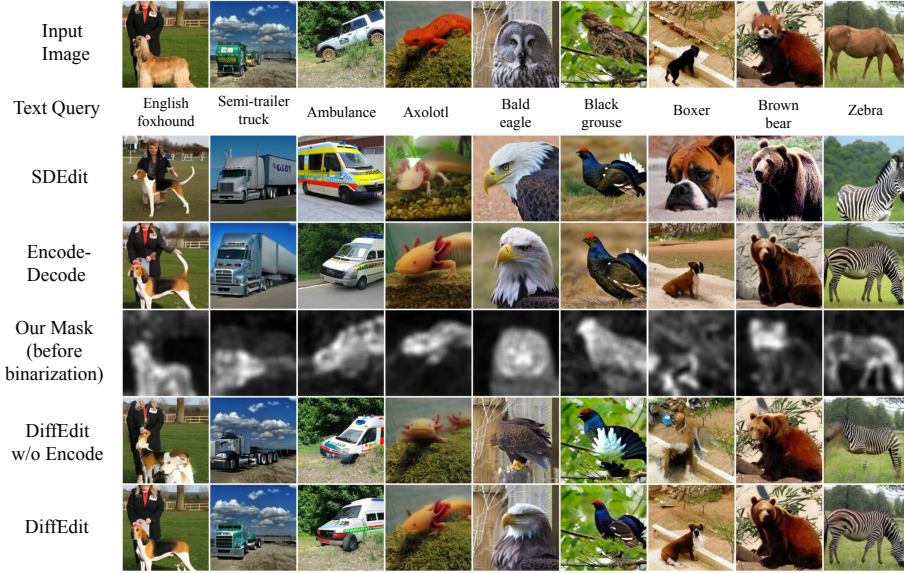 Input
Image
Text Query
English
foxhound
Semi-trailer
truck
Ambulance
Axolotl
Bald
eagle
Black
grouse
Boxer
Brown
bear
Zebra
SDEdit
Encode-
Decode
Our Mask
(before
binarization)
DiffEdit
w/o Encode
DiffEdit